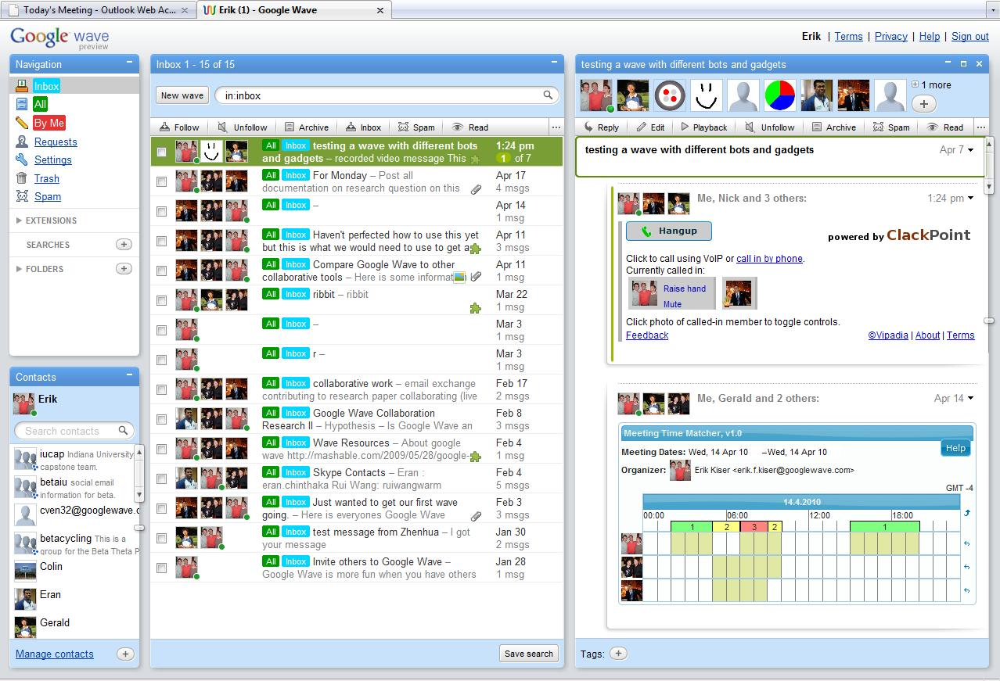 Today's Meeting - Outlook Web Ac...
Erik (1) - Google Wave
Google wave
preview
Erik | Terms | Privacy | Help | Sign out
Navigation
Inbox
All
By Me
Requests
Settings
Trash
Spam
EXTENSIONS
SEARCHES
FOLDERS
Contacts
Erik
Search contacts
iucap Indiana University
capstone team.
betaiu social email
information for beta.
cven32@googlewave.c
betacycling This is a
group for the Beta Theta P
Colin
Eran
Gerald
Manage contacts
Inbox 1 - 15 of 15
New wave
in:inbox
Follow Unfollow Archive Inbox Spam Read ...
All Inbox testing a wave with different bots 1:24 pm
and gadgets – recorded video message This 1 of 7
All Inbox For Monday – Post all Apr 17
documentation on research question on this 4 msgs
All Inbox – Apr 14
1 msg
All Inbox Haven't perfected how to use this yet Apr 11
but this is what we would need to use to get a 3 msgs
All Inbox Compare Google Wave to other Apr 11
collaborative tools – Here is some informat 1 msg
All Inbox ribbit – ribbit Mar 22
1 msg
All Inbox – Mar 3
1 msg
All Inbox r – Mar 3
1 msg
All Inbox collaborative work – email exchange Feb 17
contributing to research paper collaborating (live 2 msgs
All Inbox Google Wave Collaboration Feb 8
Research II – Hypothesis – Is Google Wave an 3 msgs
All Inbox Wave Resources – About google Feb 4
wave http://mashable.com/2009/05/28/google- 1 msg
All Inbox Skype Contacts – Eran : Feb 4
eran.chinthaka Rui Wang: ruiwangwarm 5 msgs
All Inbox Just wanted to get our first wave Feb 3
going. – Here is everyones Google Wave 3 msgs
All Inbox test message from Zhenhua – I got Jan 30
your message 2 msgs
All Inbox Invite others to Google Wave – Jan 28
Google Wave is more fun when you have others 1 msg
Save search
testing a wave with different bots and gadgets
1 more
Reply Edit Playback Unfollow Archive Spam Read ...
testing a wave with different bots and gadgets Apr 7
Me, Nick and 3 others: 1:24 pm
Hangup
powered by ClackPoint
Click to call using VoIP or call in by phone.
Currently called in:
Raise hand
Mute
Click photo of called-in member to toggle controls.
Feedback ©Vipadia | About | Terms
Me, Gerald and 2 others: Apr 14
Meeting Time Matcher, v1.0
Meeting Dates: Wed, 14 Apr 10 –Wed, 14 Apr 10
Help
Organizer: Erik Kiser <erik.f.kiser@googlewave.com>
GMT -4
14.4.2010
00:00 06:00 12:00 18:00
1 2 3 2 1
Tags: